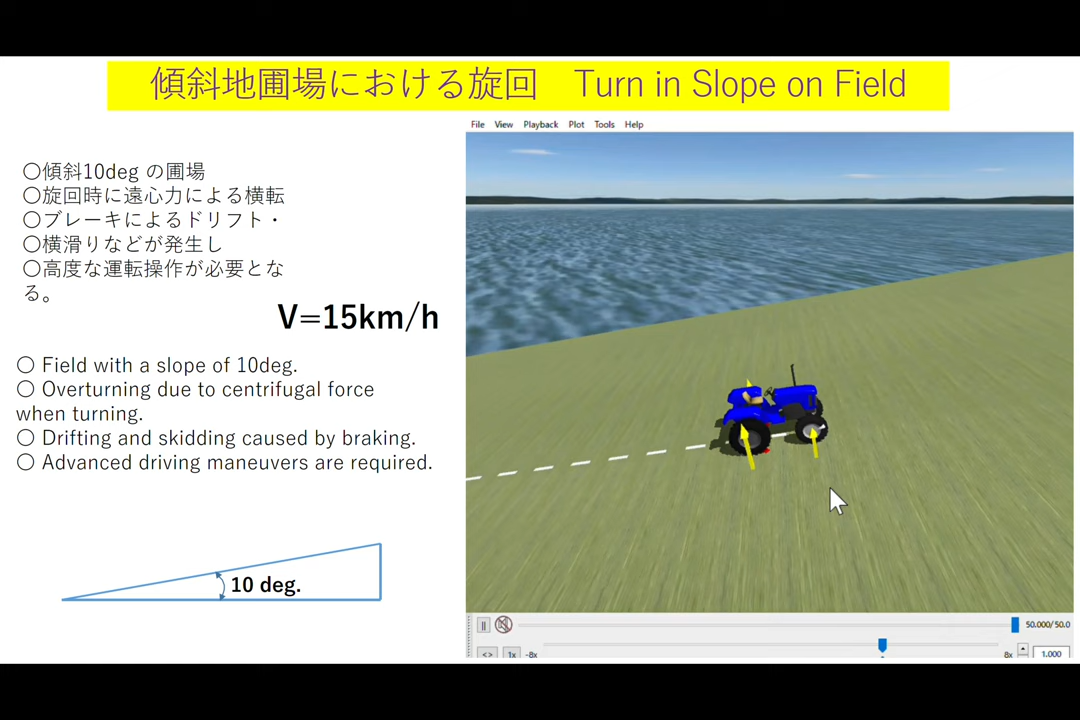 傾斜地圃場における旋回 Turn in Slope on Field
File View Playback Plot Tools Help
〇傾斜10deg の圃場
〇旋回時に遠心力による横転
〇ブレーキによるドリフト・
〇横滑りなどが発生し
〇高度な運転操作が必要とな
る。
V=15km/h
〇 Field with a slope of 10deg.
〇 Overturning due to centrifugal force
when turning.
〇 Drifting and skidding caused by braking.
〇 Advanced driving maneuvers are required.
10 deg.
50.000/50.0
<> 1x -8x 8x 1.000